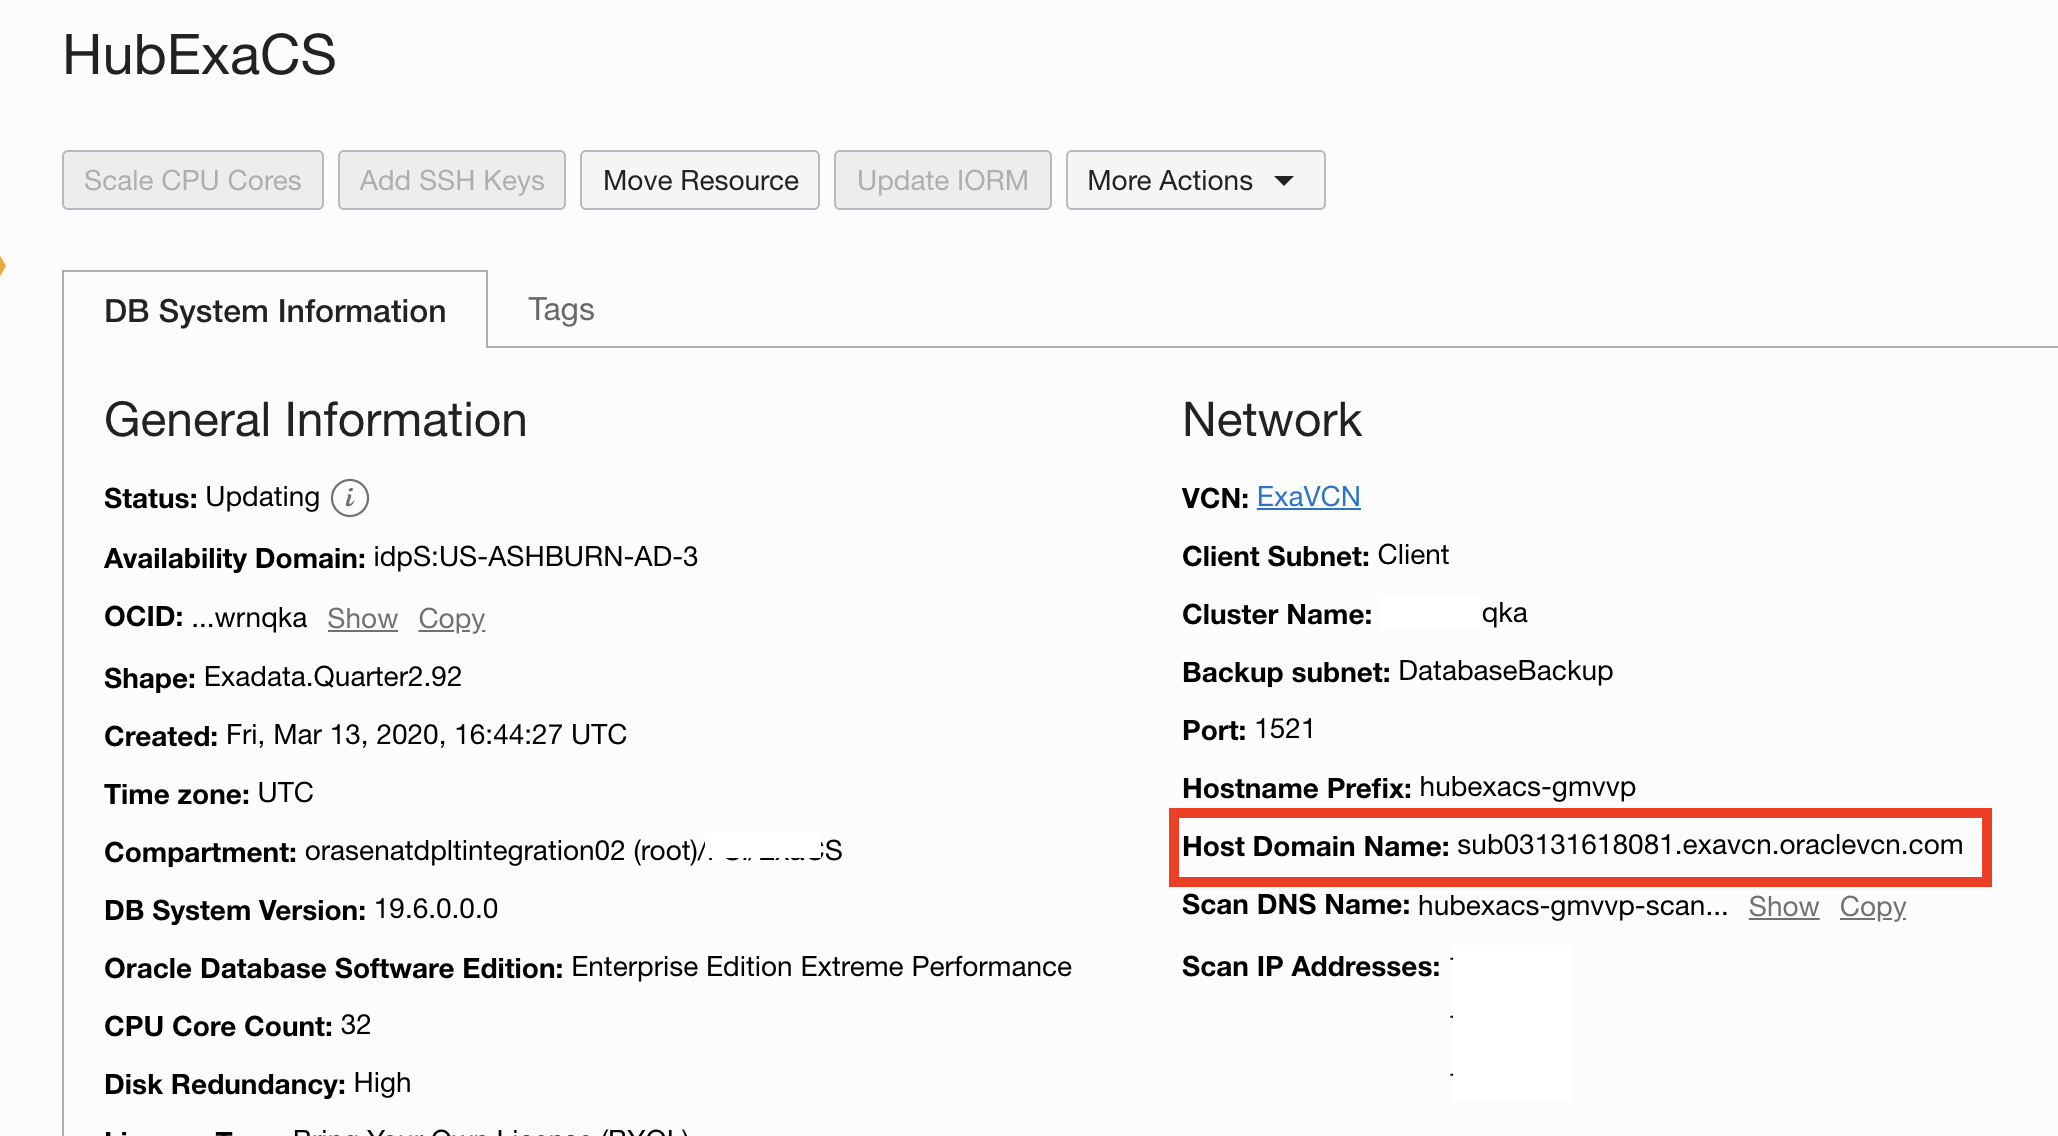 HubExaCS
Scale CPU Cores Add SSH Keys Move Resource Update IORM More Actions
DB System Information Tags
General Information
Status: Updating i
Availability Domain: idpS:US-ASHBURN-AD-3
OCID: ...wrnqka Show Copy
Shape: Exadata.Quarter2.92
Created: Fri, Mar 13, 2020, 16:44:27 UTC
Time zone: UTC
Compartment: orasenatdpltintegration02 (root)/
DB System Version: 19.6.0.0.0
Oracle Database Software Edition: Enterprise Edition Extreme Performance
CPU Core Count: 32
Disk Redundancy: High
Bring Your Own License (BYOL)
Network
VCN: ExaVCN
Client Subnet: Client
Cluster Name: qka
Backup subnet: DatabaseBackup
Port: 1521
Hostname Prefix: hubexacs-gmvvp
Host Domain Name: sub03131618081.exavcn.oraclevcn.com
Scan DNS Name: hubexacs-gmvvp-scan... Show Copy
Scan IP Addresses: